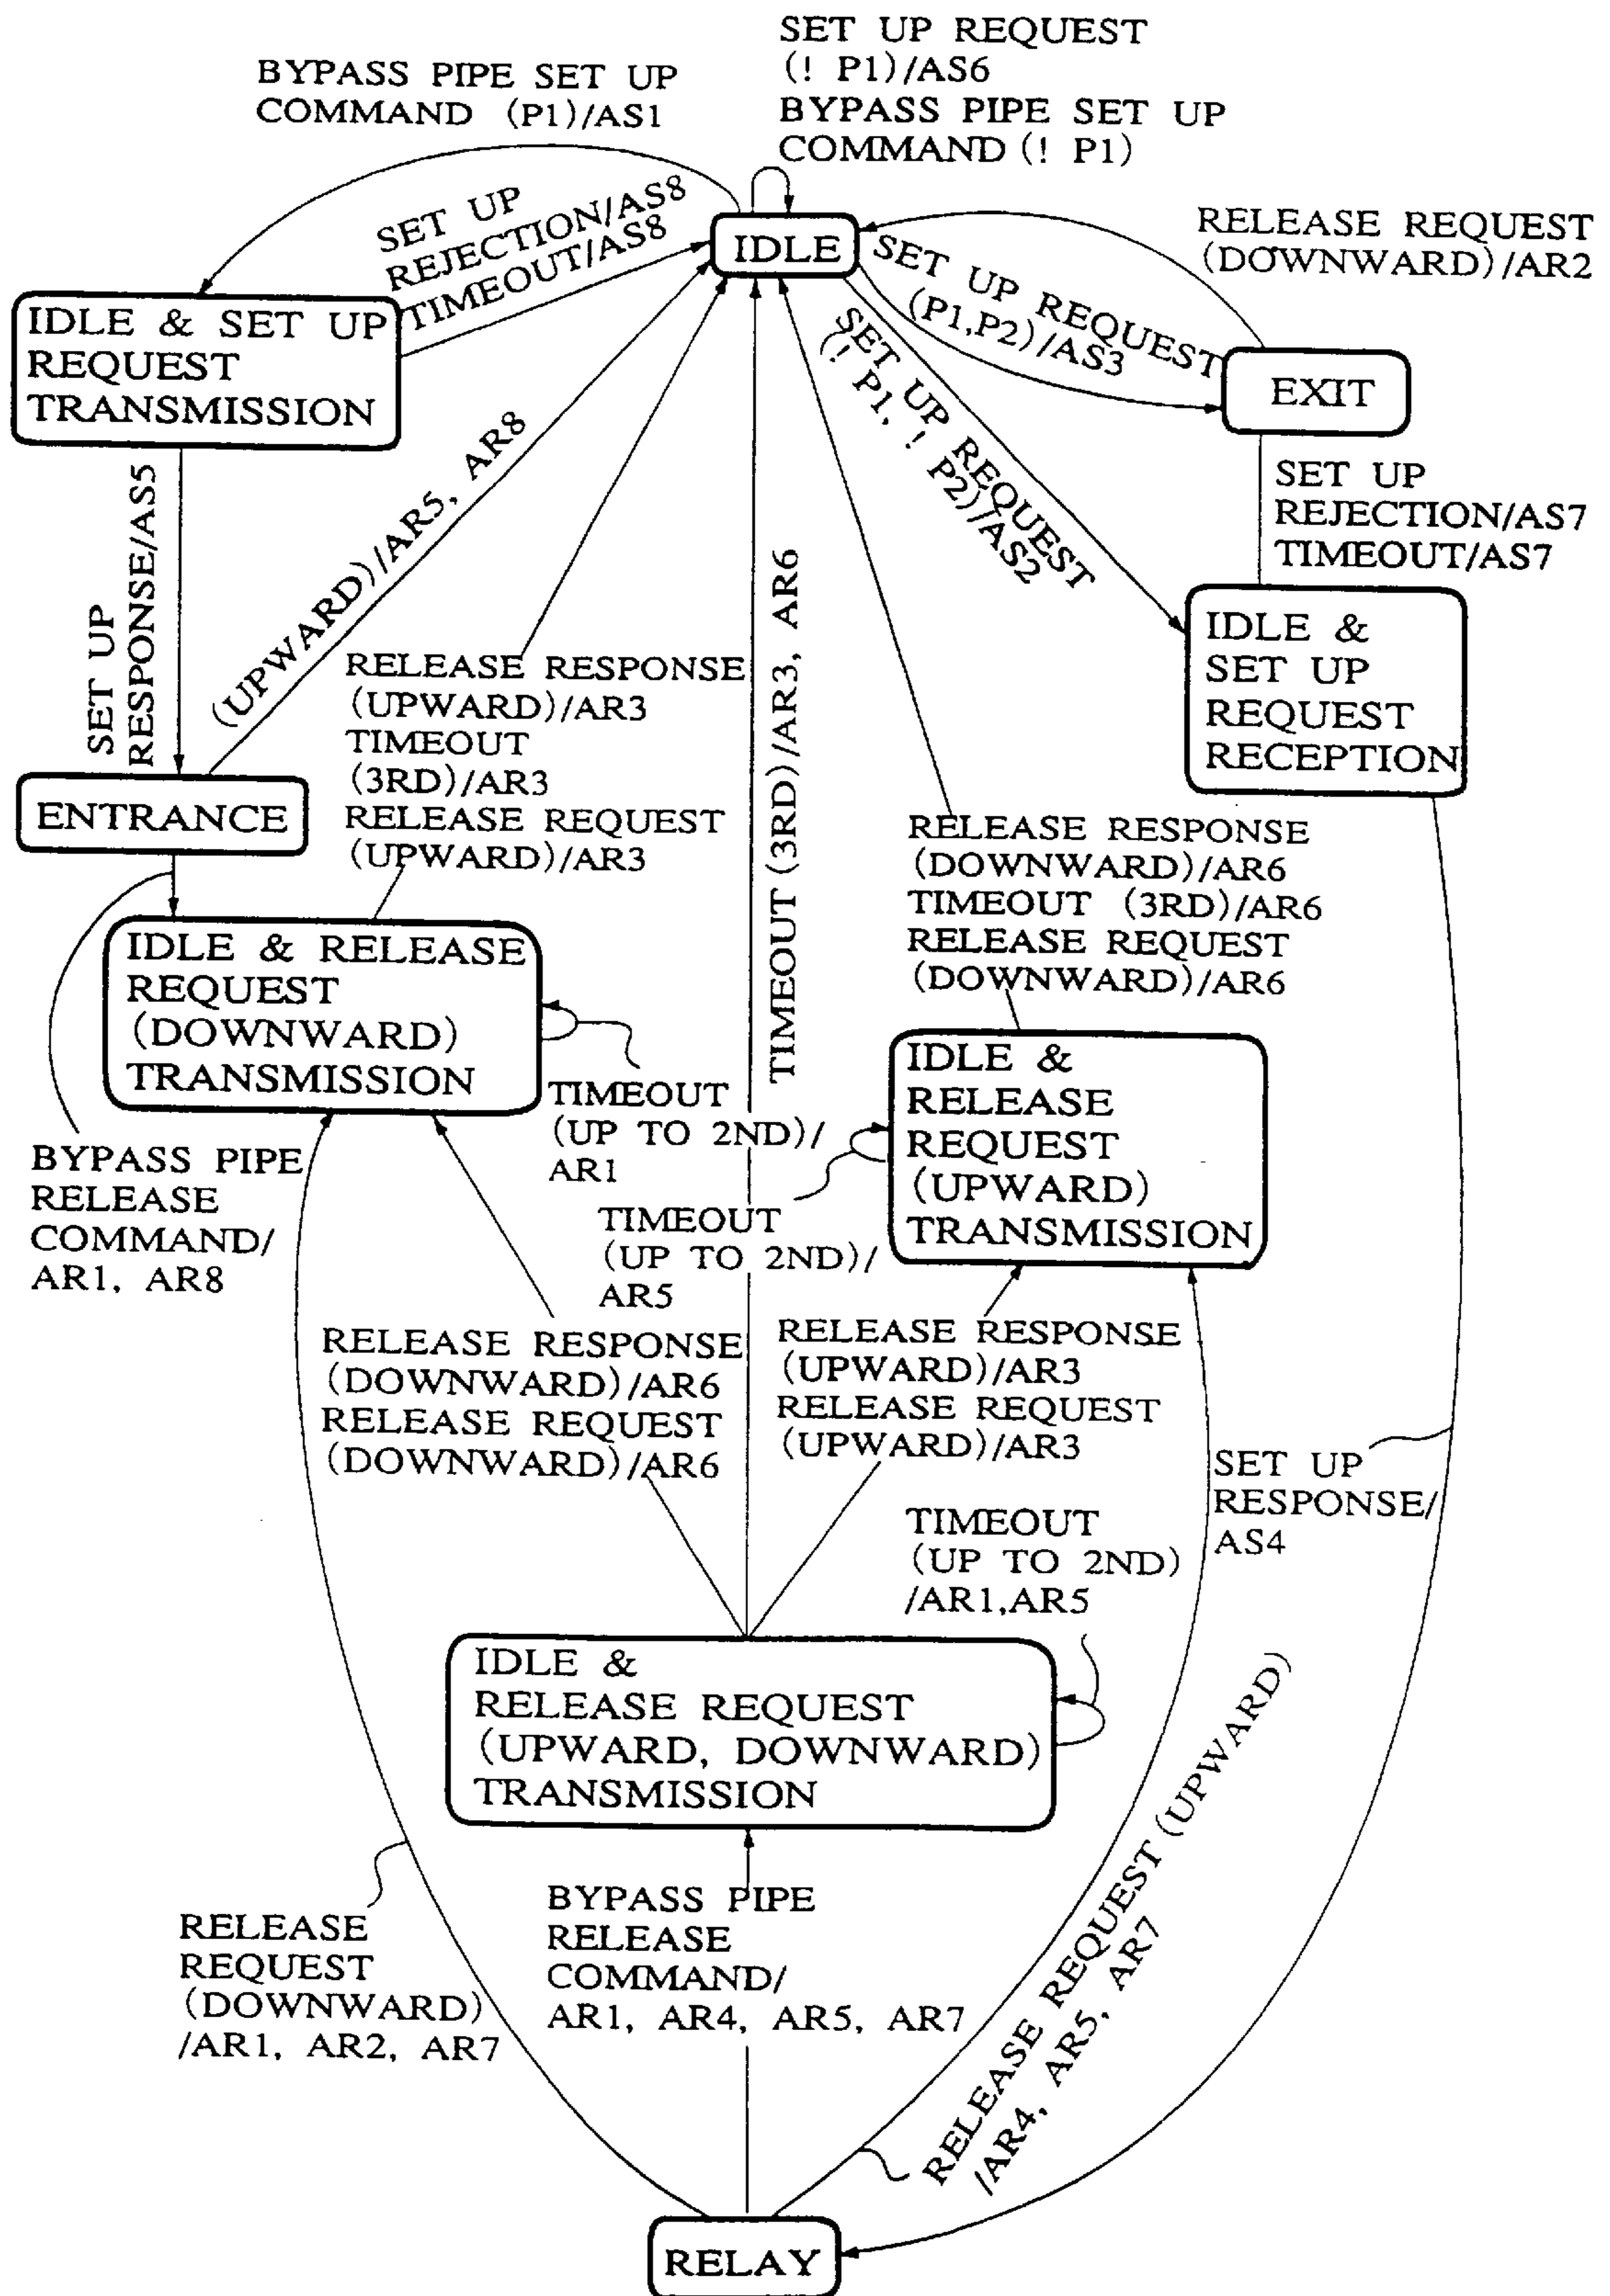 SET UP REQUEST
(! P1)/AS6
BYPASS PIPE SET UP
COMMAND (! P1)
BYPASS PIPE SET UP
COMMAND (P1)/AS1
SET UP
REJECTION/AS8
TIMEOUT/AS8
IDLE
RELEASE REQUEST
(DOWNWARD)/AR2
SET UP REQUEST
(P1,P2)/AS3
SET UP REQUEST
(! P1, ! P2)/AS2
IDLE & SET UP
REQUEST
TRANSMISSION
EXIT
SET UP
REJECTION/AS7
TIMEOUT/AS7
SET UP
RESPONSE/AS5
(UPWARD)/AR5, AR8
IDLE &
SET UP
REQUEST
RECEPTION
RELEASE RESPONSE
(UPWARD)/AR3
TIMEOUT
(3RD)/AR3
RELEASE REQUEST
(UPWARD)/AR3
TIMEOUT (3RD)/AR3, AR6
ENTRANCE
RELEASE RESPONSE
(DOWNWARD)/AR6
TIMEOUT (3RD)/AR6
RELEASE REQUEST
(DOWNWARD)/AR6
IDLE & RELEASE
REQUEST
(DOWNWARD)
TRANSMISSION
IDLE &
RELEASE
REQUEST
(UPWARD)
TRANSMISSION
TIMEOUT
(UP TO 2ND)/
AR1
BYPASS PIPE
RELEASE
COMMAND/
AR1, AR8
TIMEOUT
(UP TO 2ND)/
AR5
RELEASE RESPONSE
(DOWNWARD)/AR6
RELEASE REQUEST
(DOWNWARD)/AR6
RELEASE RESPONSE
(UPWARD)/AR3
RELEASE REQUEST
(UPWARD)/AR3
SET UP
RESPONSE/
AS4
TIMEOUT
(UP TO 2ND)
/AR1,AR5
IDLE &
RELEASE REQUEST
(UPWARD, DOWNWARD)
TRANSMISSION
RELEASE
REQUEST
(DOWNWARD)
/AR1, AR2, AR7
BYPASS PIPE
RELEASE
COMMAND/
AR1, AR4, AR5, AR7
RELEASE REQUEST (UPWARD)
/AR4, AR5, AR7
RELAY